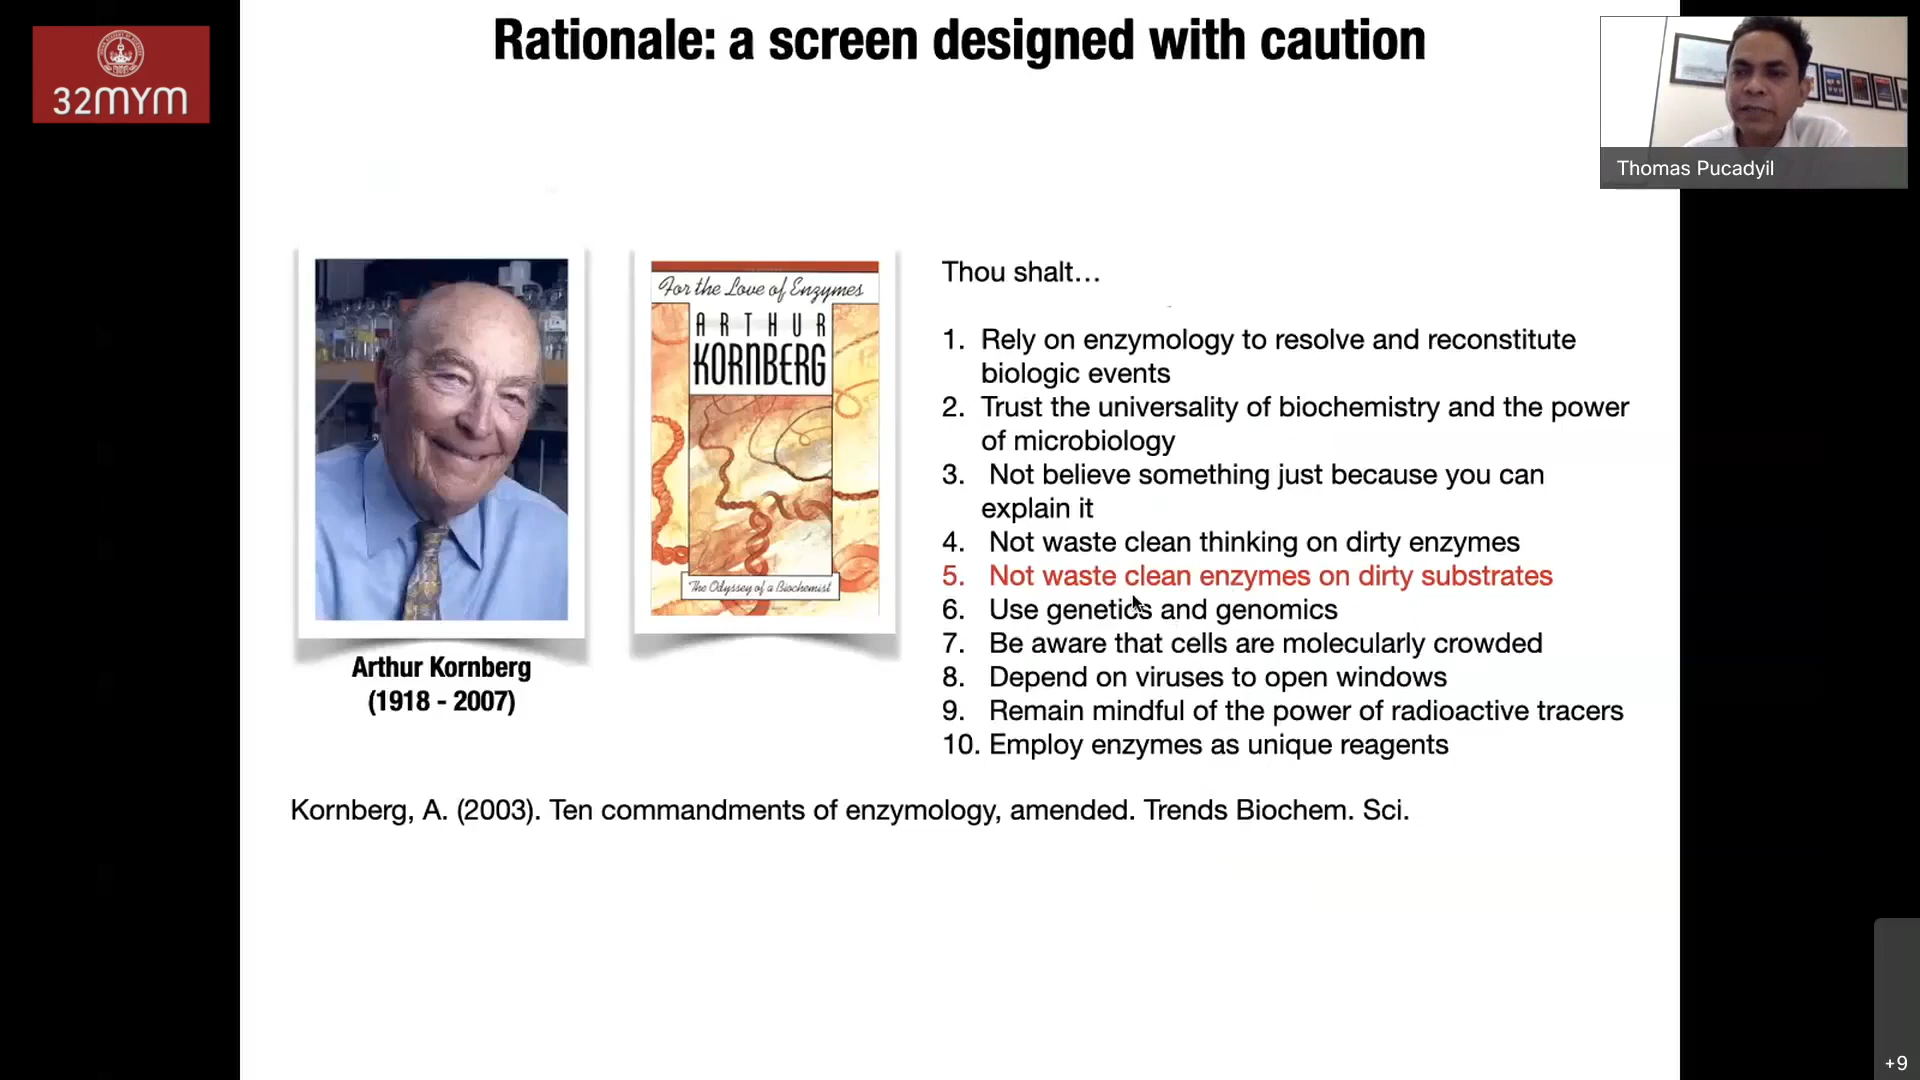 Rationale: a screen designed with caution
32MYM
Thomas Pucadyil
For the Love of Enzymes
ARTHUR
KORNBERG
The Odyssey of a Biochemist
Arthur Kornberg
(1918 - 2007)
Thou shalt…
1. Rely on enzymology to resolve and reconstitute
biologic events
2. Trust the universality of biochemistry and the power
of microbiology
3. Not believe something just because you can
explain it
4. Not waste clean thinking on dirty enzymes
5. Not waste clean enzymes on dirty substrates
6. Use genetics and genomics
7. Be aware that cells are molecularly crowded
8. Depend on viruses to open windows
9. Remain mindful of the power of radioactive tracers
10. Employ enzymes as unique reagents
Kornberg, A. (2003). Ten commandments of enzymology, amended. Trends Biochem. Sci.
+9